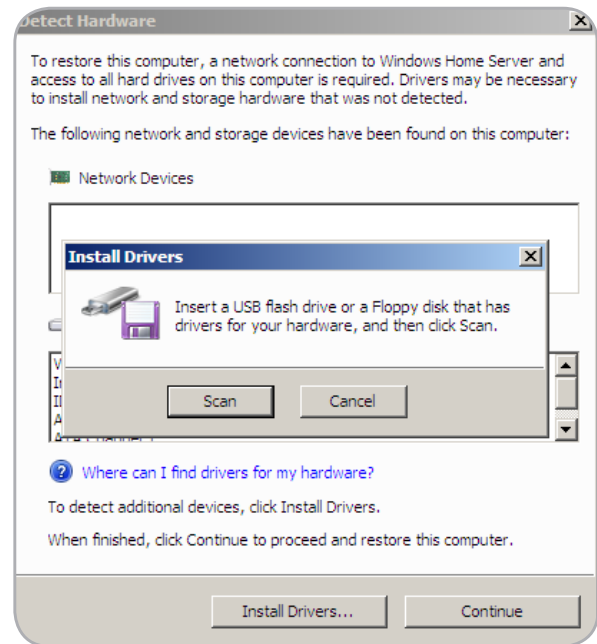 Detect Hardware
To restore this computer, a network connection to Windows Home Server and
access to all hard drives on this computer is required. Drivers may be necessary
to install network and storage hardware that was not detected.
The following network and storage devices have been found on this computer:
Network Devices
Install Drivers
Insert a USB flash drive or a Floppy disk that has
drivers for your hardware, and then click Scan.
Scan Cancel
Where can I find drivers for my hardware?
To detect additional devices, click Install Drivers.
When finished, click Continue to proceed and restore this computer.
Install Drivers... Continue